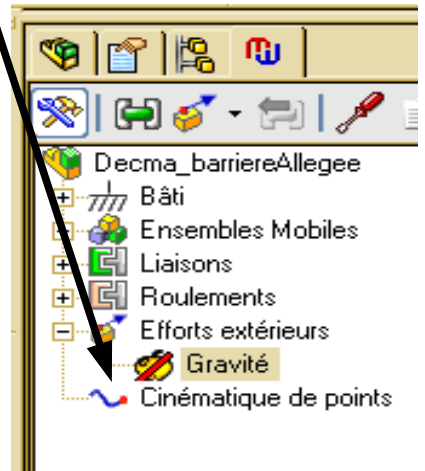 Decma_barriereAllegee
Bâti
Ensembles Mobiles
Liaisons
Roulements
Efforts extérieurs
Gravité
Cinématique de points